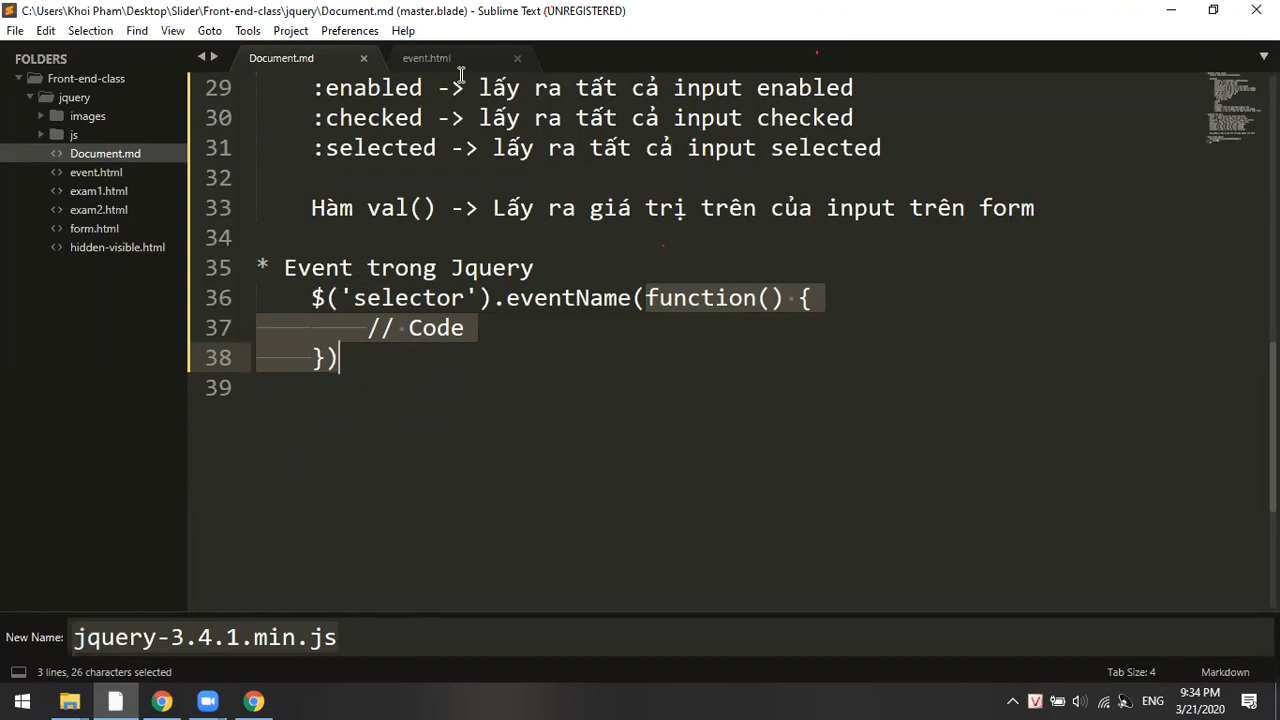 C:\Users\Khoi Pham\Desktop\Slider\Front-end-class\jquery\Document.md (master.blade) - Sublime Text (UNREGISTERED)
File Edit Selection Find View Goto Tools Project Preferences Help
FOLDERS
Front-end-class
jquery
images
js
Document.md
event.html
exam1.html
exam2.html
form.html
hidden-visible.html
Document.md event.html
29 :enabled -> lấy ra tất cả input enabled
30 :checked -> lấy ra tất cả input checked
31 :selected -> lấy ra tất cả input selected
32
33 Hàm val() -> Lấy ra giá trị trên của input trên form
34
35 * Event trong Jquery
36 $('selector').eventName(function() {
37 // Code
38 })
39
New Name: jquery-3.4.1.min.js
3 lines, 26 characters selected Tab Size: 4 Markdown
V ENG 9:34 PM
3/21/2020